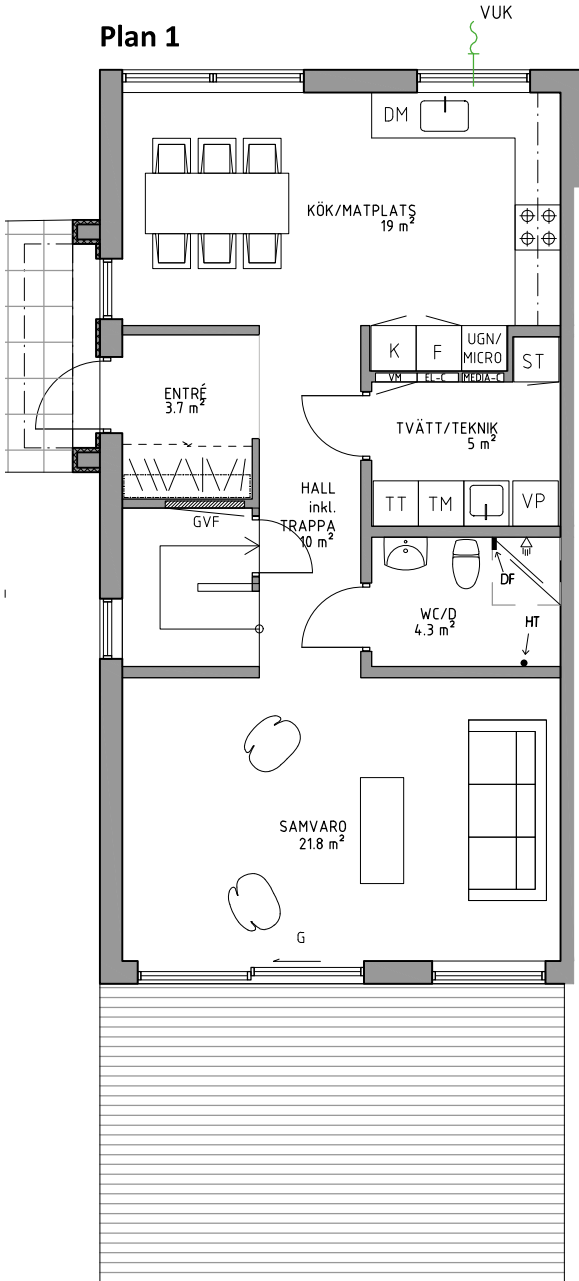 VUK
Plan 1
DM
KÖK/MATPLATS
19 m²
K
F
UGN/
MICRO
ST
VM
EL-C
MEDIA-C
ENTRÉ
3.7 m²
TVÄTT/TEKNIK
5 m²
HALL
inkl.
TRAPPA
10 m²
GVF
TT
TM
VP
DF
WC/D
4.3 m²
HT
SAMVARO
21.8 m²
G